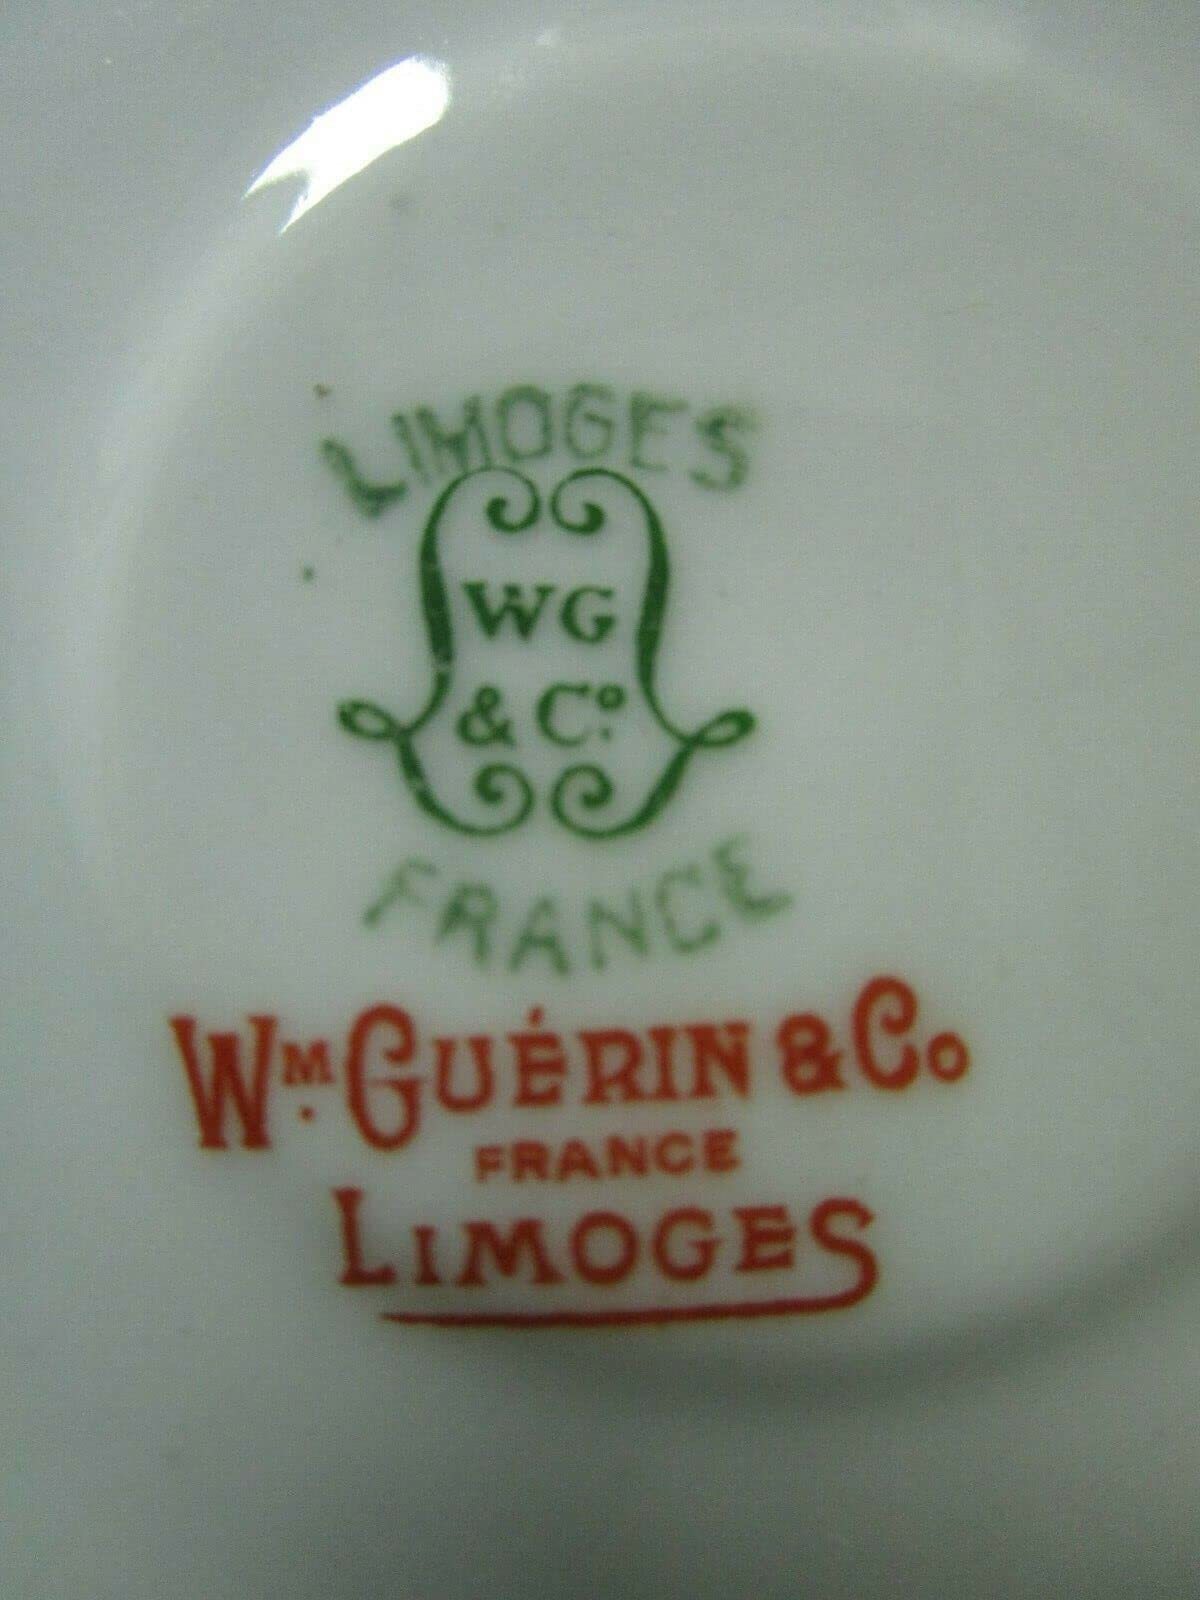 LIMOGES
WG
& Co.
FRANCE
WM. GUÉRIN & Co
FRANCE
LIMOGES